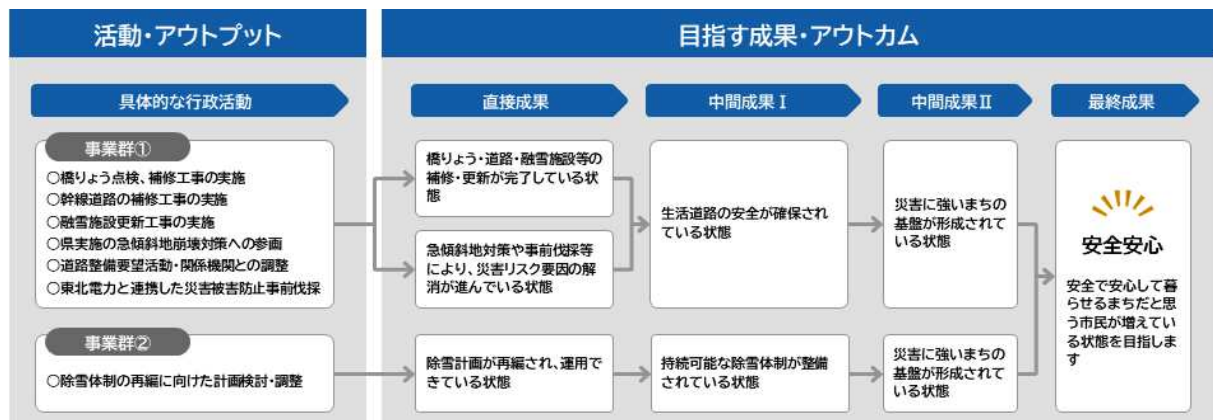 活動・アウトプット
目指す成果・アウトカム
具体的な行政活動
直接成果
中間成果Ⅰ
中間成果Ⅱ
最終成果
事業群①
○橋りょう点検、補修工事の実施
○幹線道路の補修工事の実施
○融雪施設更新工事の実施
○県実施の急傾斜地崩壊対策への参画
○道路整備要望活動・関係機関との調整
○東北電力と連携した災害被害防止事前伐採
橋りょう・道路・融雪施設等の
補修・更新が完了している状
態
急傾斜地対策や事前伐採等
により、災害リスク要因の解
消が進んでいる状態
生活道路の安全が確保され
ている状態
災害に強いまちの
基盤が形成されて
いる状態
安全安心
安全で安心して暮
らせるまちだと思
う市民が増えてい
る状態を目指しま
す
事業群②
○除雪体制の再編に向けた計画検討・調整
除雪計画が再編され、運用で
きている状態
持続可能な除雪体制が整備
されている状態
災害に強いまちの
基盤が形成されて
いる状態